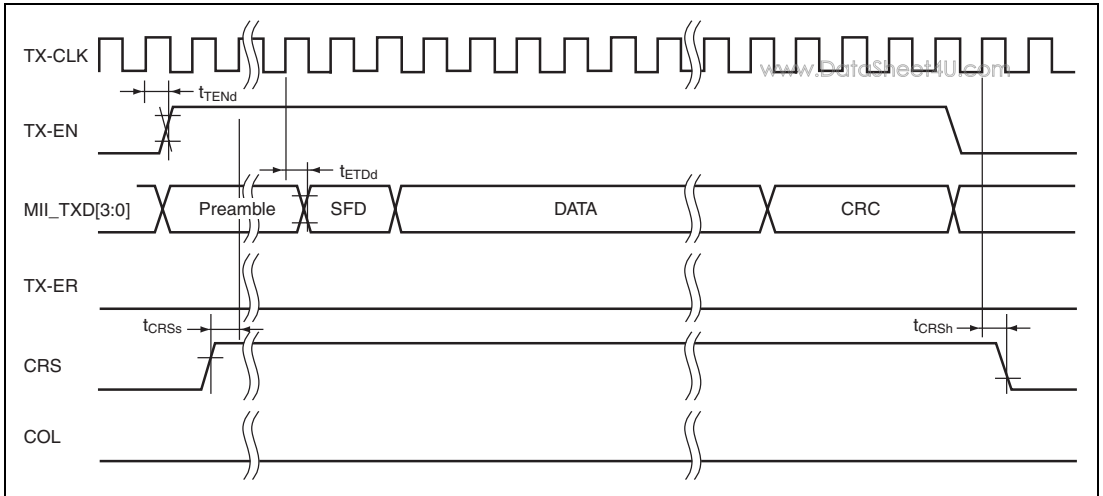 TX-CLK
www.DataSheet4U.com
tTENd
TX-EN
tETDd
MII_TXD[3:0] Preamble SFD DATA CRC
TX-ER
tCRSs tCRSh
CRS
COL